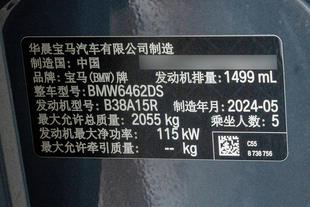 华晨宝马汽车有限公司制造
制造国：中国
品牌：宝马(BMW)牌 发动机排量：1499 mL
整车型号：BMW6462DS
发动机型号：B38A15R 制造年月：2024-05
最大允许总质量：2055 kg 乘坐人数：5
发动机最大净功率：115 kW
最大允许牵引质量：-- kg
C55
8 738 756